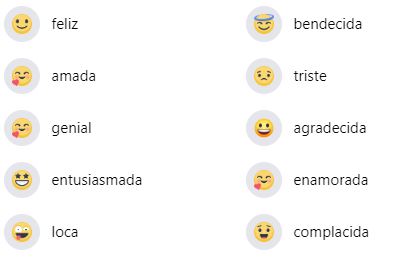 feliz
bendecida
amada
triste
genial
agradecida
entusiasmada
enamorada
loca
complacida